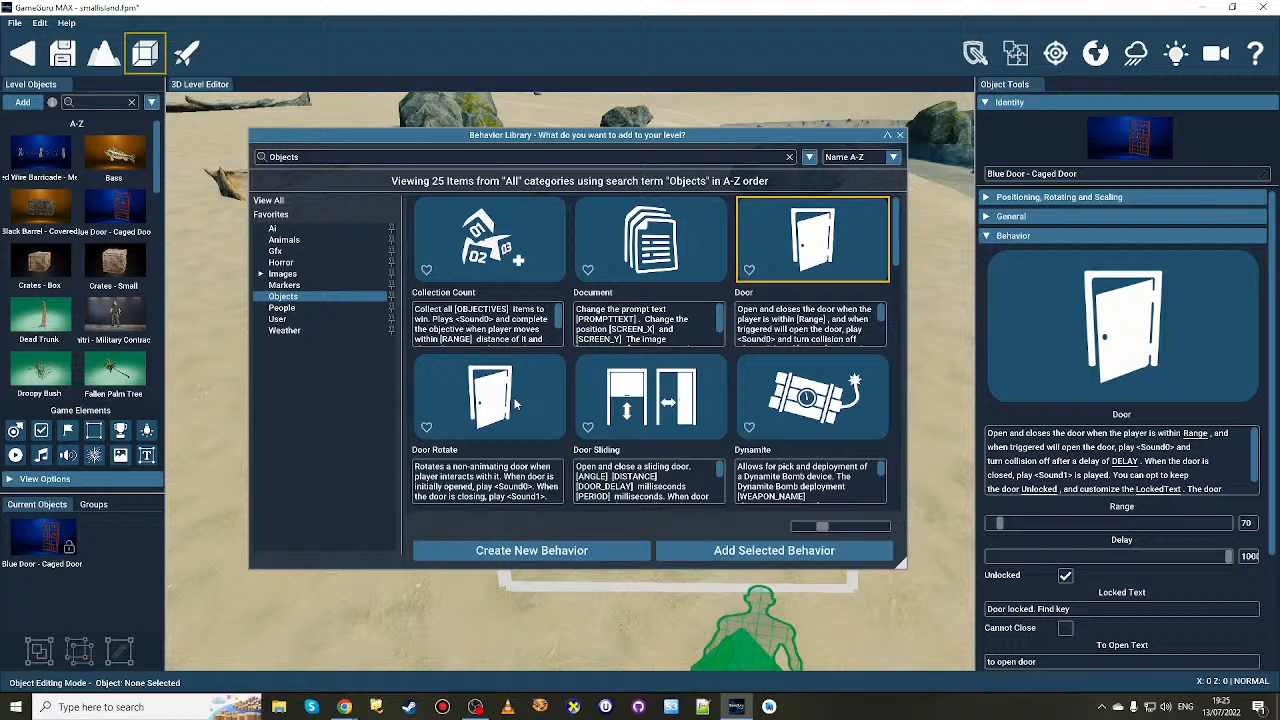 GameGuru MAX - smallisland.fpm*
File Edit Help
Level Objects
3D Level Editor
Object Tools
Add
A-Z
Bass
Dead Trunk
Crates - Box
Crates - Small
Droopy Bush
Fallen Palm Tree
Game Elements
View Options
Current Objects Groups
Blue Door - Caged Door
Behavior Library - What do you want to add to your level?
Objects
Name A-Z
Viewing 25 Items from "All" categories using search term "Objects" in A-Z order
View All
Favorites
Ai
Animals
Gfx
Horror
Images
Markers
Objects
People
User
Weather
Collection Count
Collect all [OBJECTIVES] items to
win. Plays <Sound0> and complete
the objective when player moves
within [RANGE] distance of it and
Document
Change the prompt text
[PROMPTTEXT] . Change the
position [SCREEN_X] and
[SCREEN_Y] The image
Door
Open and closes the door when the
player is within [Range] , and when
triggered will open the door, play
<Sound0> and turn collision off
Door Rotate
Rotates a non-animating door when
player interacts with it. When door is
initially opened, play <Sound0>. When
the door is closing, play <Sound1>.
Door Sliding
Open and close a sliding door.
[ANGLE] [DISTANCE]
[DOOR_DELAY] milliseconds
[PERIOD] milliseconds. When door
Dynamite
Allows for pick and deployment of
a Dynamite Bomb device. The
Dynamite Bomb deployment
[WEAPON_NAME]
Create New Behavior
Add Selected Behavior
Identity
Blue Door - Caged Door
Positioning, Rotating and Scaling
General
Behavior
Door
Open and closes the door when the
player is within Range , and when
triggered will open the door, play <Sound0> and
turn collision off after a delay of DELAY . When the door is
closed, play <Sound1> is played. You can opt to keep
the door Unlocked , and customize the LockedText . The door
Range
70
Delay
1000
Unlocked
Locked Text
Door locked. Find key
Cannot Close
To Open Text
to open door
Object Editing Mode - Object: None Selected
X: 0 Z: 0 | NORMAL
Type here to search
19:25
13/07/2022